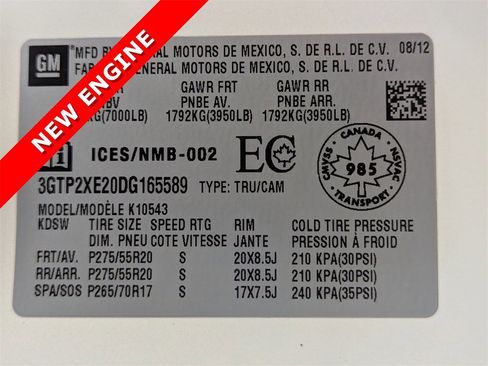 NEW ENGINE
GM
MFD BY GENERAL MOTORS DE MEXICO, S. DE R.L. DE C.V. 08/12
GENERAL MOTORS DE MEXICO, S. DE R.L. DE C.V.
GAWR FRT GAWR RR
PNBE AV. PNBE ARR.
(7000LB) 1792KG(3950LB) 1792KG(3950LB)
i ICES/NMB-002 EC
CANADA CMVSS NSVAC 985 TRANSPORT
3GTP2XE20DG165589 TYPE: TRU/CAM
MODEL/MODÈLE K10543
KDSW TIRE SIZE SPEED RTG RIM COLD TIRE PRESSURE
DIM. PNEU COTE VITESSE JANTE PRESSION À FROID
FRT/AV. P275/55R20 S 20X8.5J 210 KPA(30PSI)
RR/ARR. P275/55R20 S 20X8.5J 210 KPA(30PSI)
SPA/SOS P265/70R17 S 17X7.5J 240 KPA(35PSI)